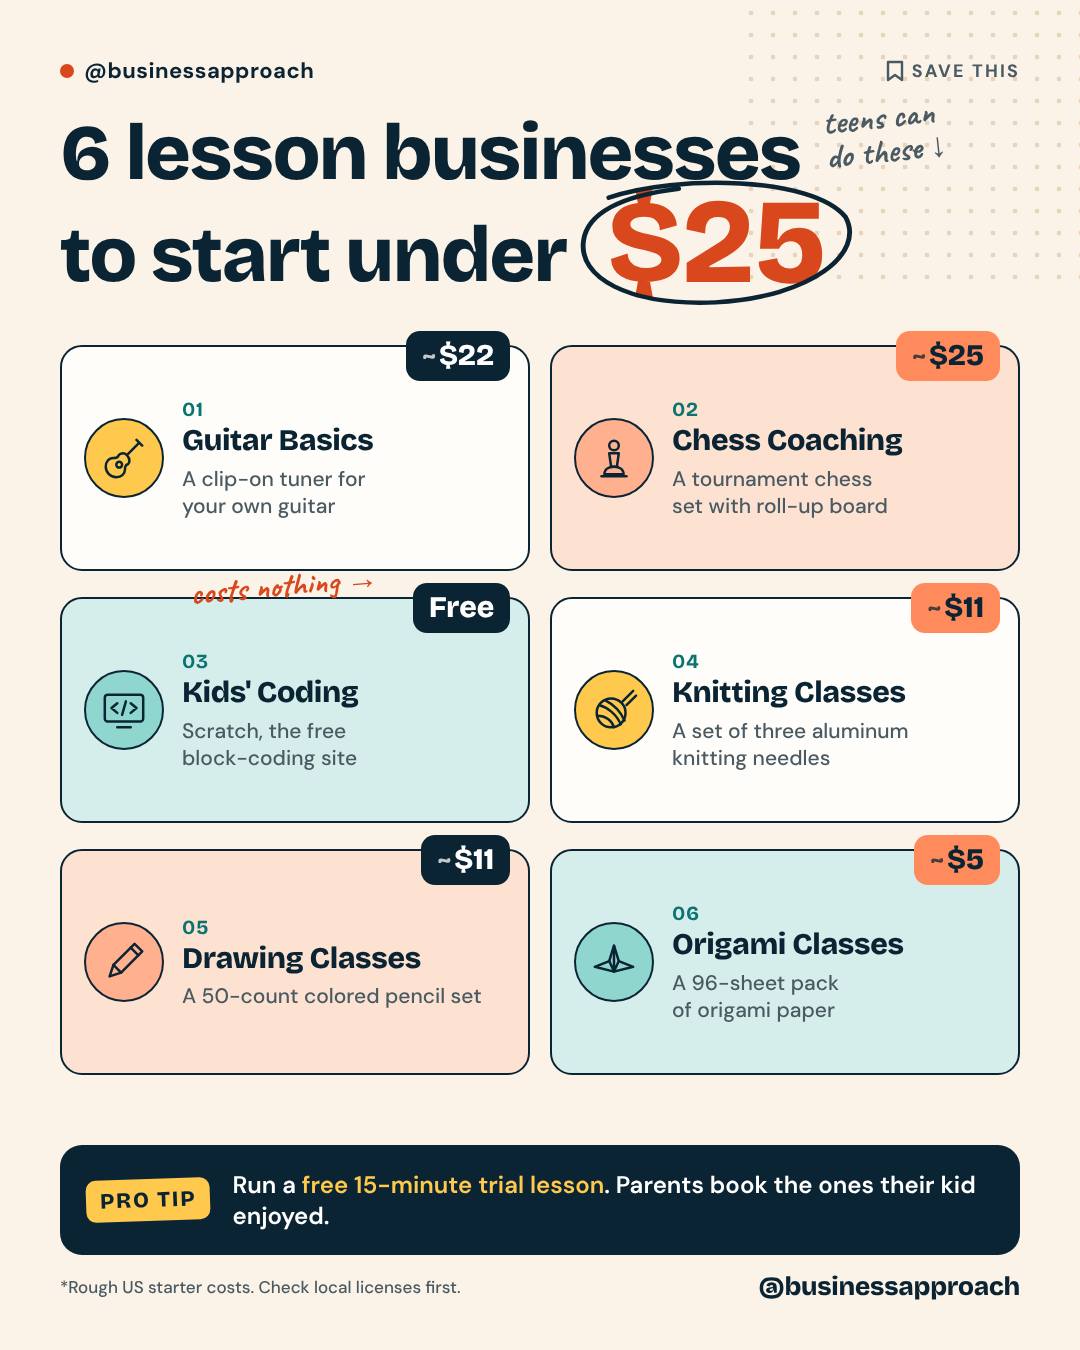 @businessapproach
SAVE THIS
6 lesson businesses
to start under $25
teens can
do these ↓
~$22
01
Guitar Basics
A clip-on tuner for
your own guitar
~$25
02
Chess Coaching
A tournament chess
set with roll-up board
costs nothing →
Free
03
Kids' Coding
Scratch, the free
block-coding site
~$11
04
Knitting Classes
A set of three aluminum
knitting needles
~$11
05
Drawing Classes
A 50-count colored pencil set
~$5
06
Origami Classes
A 96-sheet pack
of origami paper
PRO TIP
Run a free 15-minute trial lesson. Parents book the ones their kid
enjoyed.
*Rough US starter costs. Check local licenses first.
@businessapproach